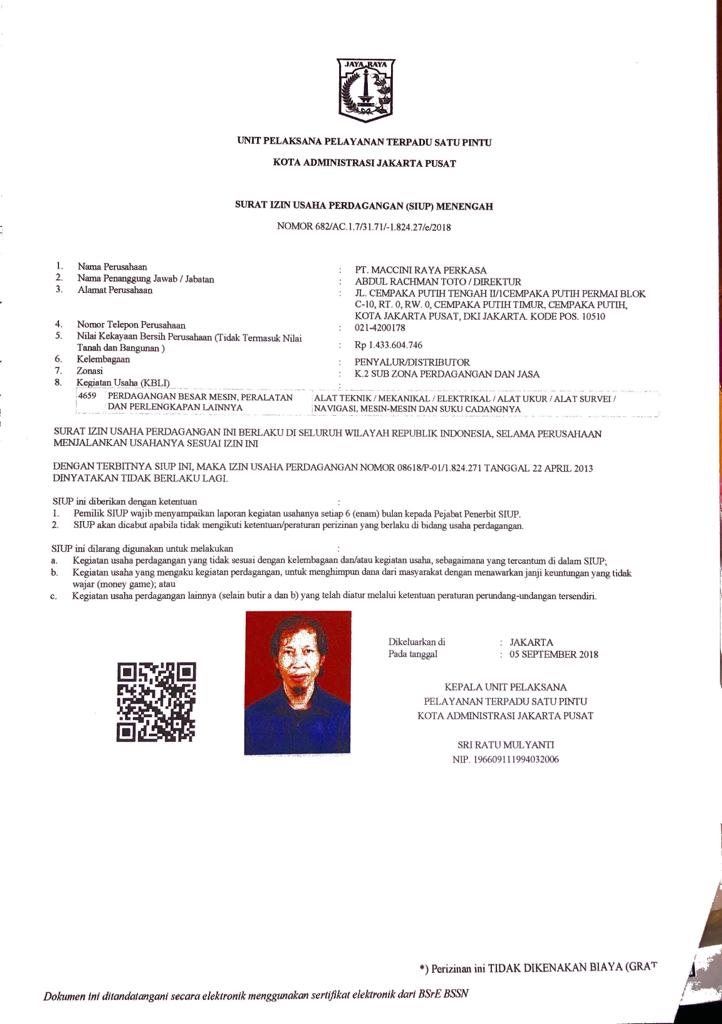 JAYA RAYA
UNIT PELAKSANA PELAYANAN TERPADU SATU PINTU
KOTA ADMINISTRASI JAKARTA PUSAT
SURAT IZIN USAHA PERDAGANGAN (SIUP) MENENGAH
NOMOR 682/AC.1.7/31.71/-1.824.27/e/2018
1. Nama Perusahaan : PT. MACCINI RAYA PERKASA
2. Nama Penanggung Jawab / Jabatan : ABDUL RACHMAN TOTO / DIREKTUR
3. Alamat Perusahaan : JL. CEMPAKA PUTIH TENGAH II/1CEMPAKA PUTIH PERMAI BLOK
C-10, RT. 0, RW. 0, CEMPAKA PUTIH TIMUR, CEMPAKA PUTIH,
KOTA JAKARTA PUSAT, DKI JAKARTA. KODE POS. 10510
4. Nomor Telepon Perusahaan : 021-4200178
5. Nilai Kekayaan Bersih Perusahaan (Tidak Termasuk Nilai
Tanah dan Bangunan ) : Rp 1.433.604.746
6. Kelembagaan : PENYALUR/DISTRIBUTOR
7. Zonasi : K.2 SUB ZONA PERDAGANGAN DAN JASA
8. Kegiatan Usaha (KBLI) :
4659 PERDAGANGAN BESAR MESIN, PERALATAN ALAT TEKNIK / MEKANIKAL / ELEKTRIKAL / ALAT UKUR / ALAT SURVEI /
DAN PERLENGKAPAN LAINNYA NAVIGASI, MESIN-MESIN DAN SUKU CADANGNYA
SURAT IZIN USAHA PERDAGANGAN INI BERLAKU DI SELURUH WILAYAH REPUBLIK INDONESIA, SELAMA PERUSAHAAN
MENJALANKAN USAHANYA SESUAI IZIN INI
DENGAN TERBITNYA SIUP INI, MAKA IZIN USAHA PERDAGANGAN NOMOR 08618/P-01/1.824.271 TANGGAL 22 APRIL 2013
DINYATAKAN TIDAK BERLAKU LAGI.
SIUP ini diberikan dengan ketentuan :
1. Pemilik SIUP wajib menyampaikan laporan kegiatan usahanya setiap 6 (enam) bulan kepada Pejabat Penerbit SIUP.
2. SIUP akan dicabut apabila tidak mengikuti ketentuan/peraturan perizinan yang berlaku di bidang usaha perdagangan.
SIUP ini dilarang digunakan untuk melakukan :
a. Kegiatan usaha perdagangan yang tidak sesuai dengan kelembagaan dan/atau kegiatan usaha, sebagaimana yang tercantum di dalam SIUP;
b. Kegiatan usaha yang mengaku kegiatan perdagangan, untuk menghimpun dana dari masyarakat dengan menawarkan janji keuntungan yang tidak
wajar (money game); atau
c. Kegiatan usaha perdagangan lainnya (selain butir a dan b) yang telah diatur melalui ketentuan peraturan perundang-undangan tersendiri.
Dikeluarkan di : JAKARTA
Pada tanggal : 05 SEPTEMBER 2018
KEPALA UNIT PELAKSANA
PELAYANAN TERPADU SATU PINTU
KOTA ADMINISTRASI JAKARTA PUSAT
SRI RATU MULYANTI
NIP. 196609111994032006
*) Perizinan ini TIDAK DIKENAKAN BIAYA (GRAT
Dokumen ini ditandatangani secara elektronik menggunakan sertifikat elektronik dari BSrE BSSN